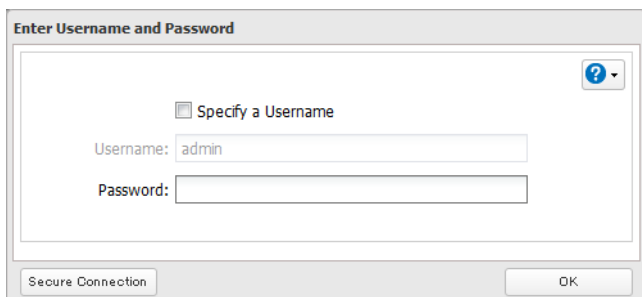 Enter Username and Password
?
Specify a Username
Username: admin
Password:
Secure Connection OK